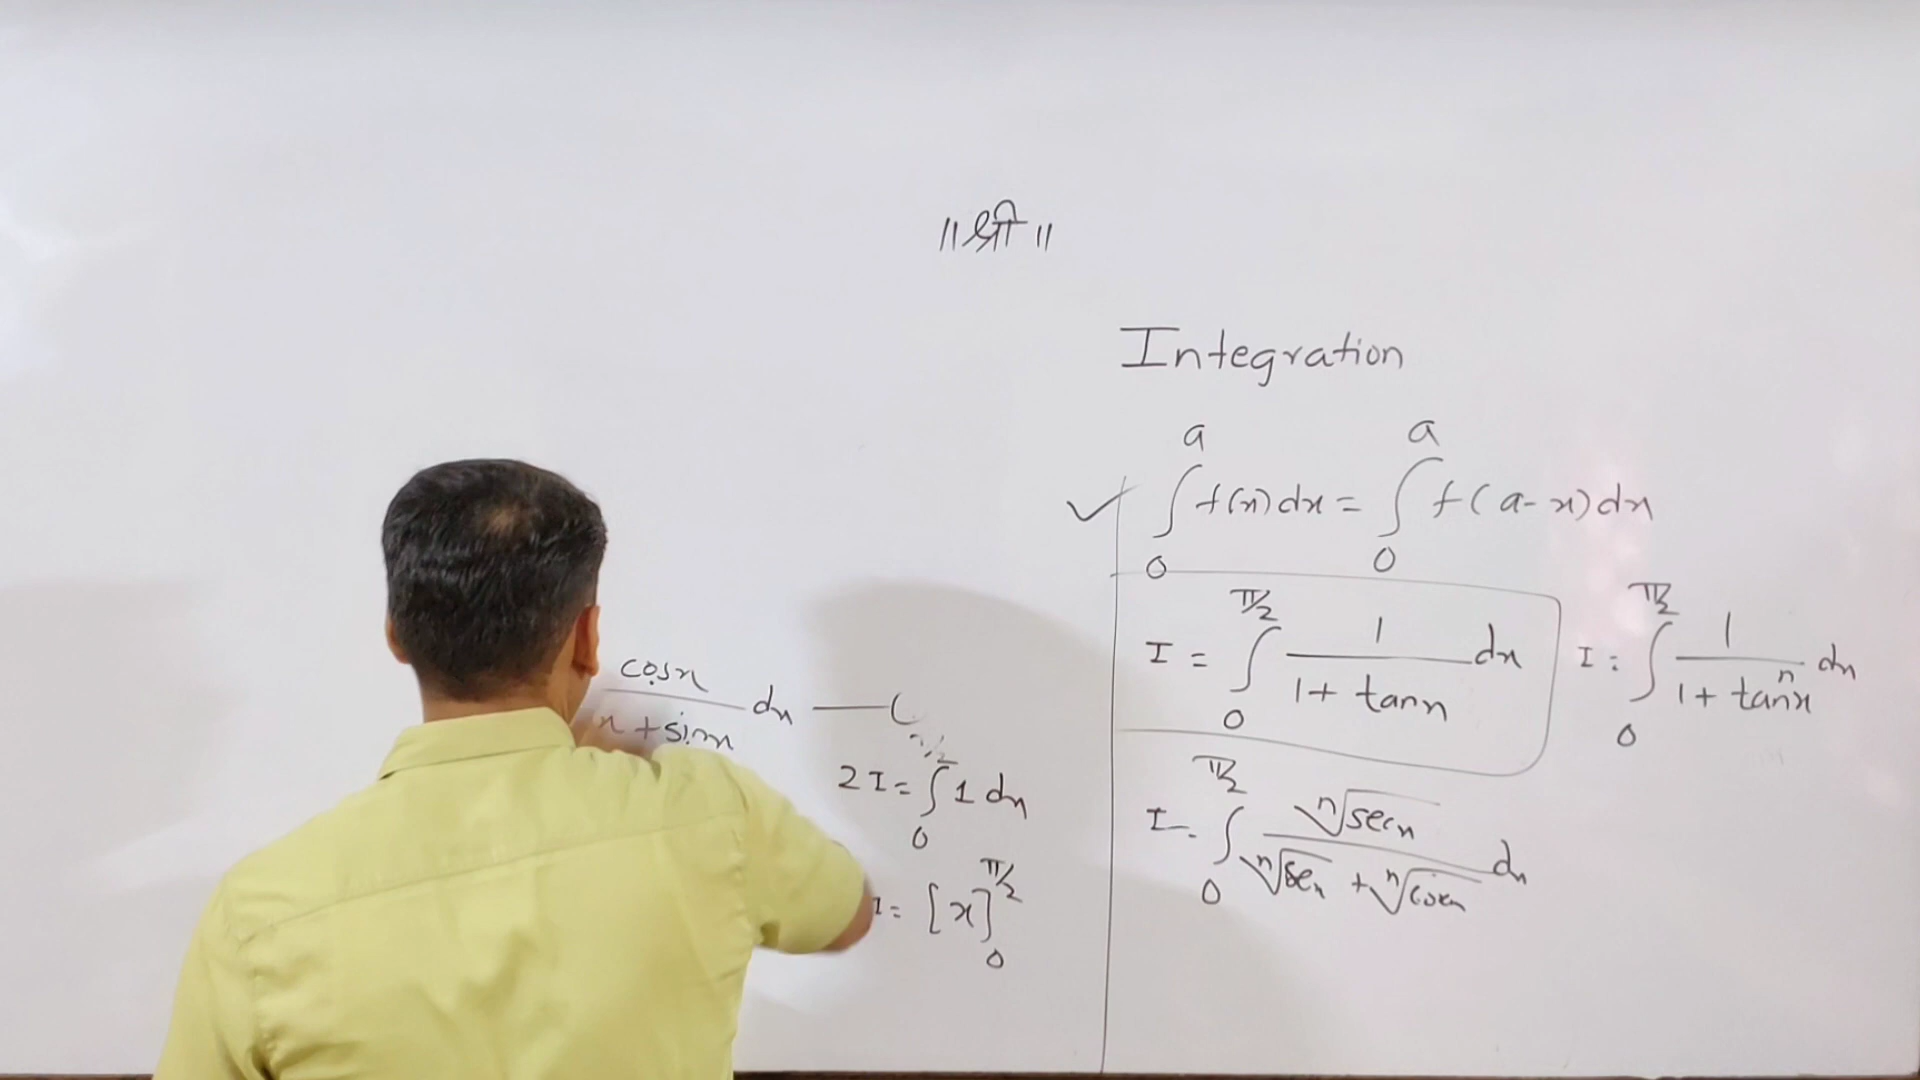 ॥ श्री ॥
Integration
✓ ∫₀ᵃ f(x) dx = ∫₀ᵃ f(a-x) dx
I = ∫₀^{π/2} 1/(1+ tanx) dx
I = ∫₀^{π/2} 1/(1+ tanⁿx) dx
I = ∫₀^{π/2} ⁿ√secx / (ⁿ√secx + ⁿ√cosx) dx
cosx / x + sinx dx —
2I = ∫₀^{π/2} 1 dx
I = [x]₀^{π/2}